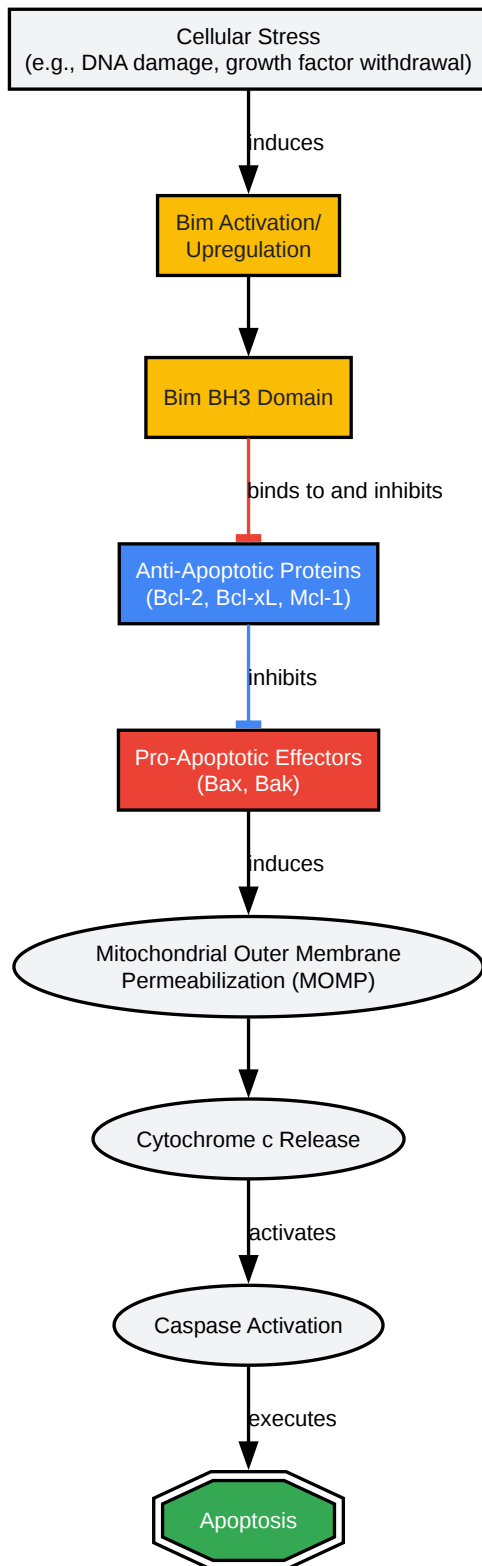 Cellular Stress
(e.g., DNA damage, growth factor withdrawal)
induces
Bim Activation/
Upregulation
Bim BH3 Domain
binds to and inhibits
Anti-Apoptotic Proteins
(Bcl-2, Bcl-xL, Mcl-1)
inhibits
Pro-Apoptotic Effectors
(Bax, Bak)
induces
Mitochondrial Outer Membrane
Permeabilization (MOMP)
Cytochrome c Release
activates
Caspase Activation
executes
Apoptosis